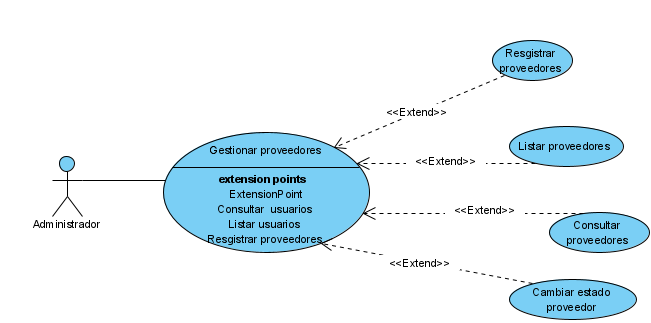 Resgistrar
proveedores
<<Extend>>
Gestionar proveedores
Listar proveedores
<<Extend>>
extension points
ExtensionPoint
Consultar usuarios
Listar usuarios
Resgistrar proveedores
<<Extend>>
Administrador
Consultar
proveedores
<<Extend>>
Cambiar estado
proveedor